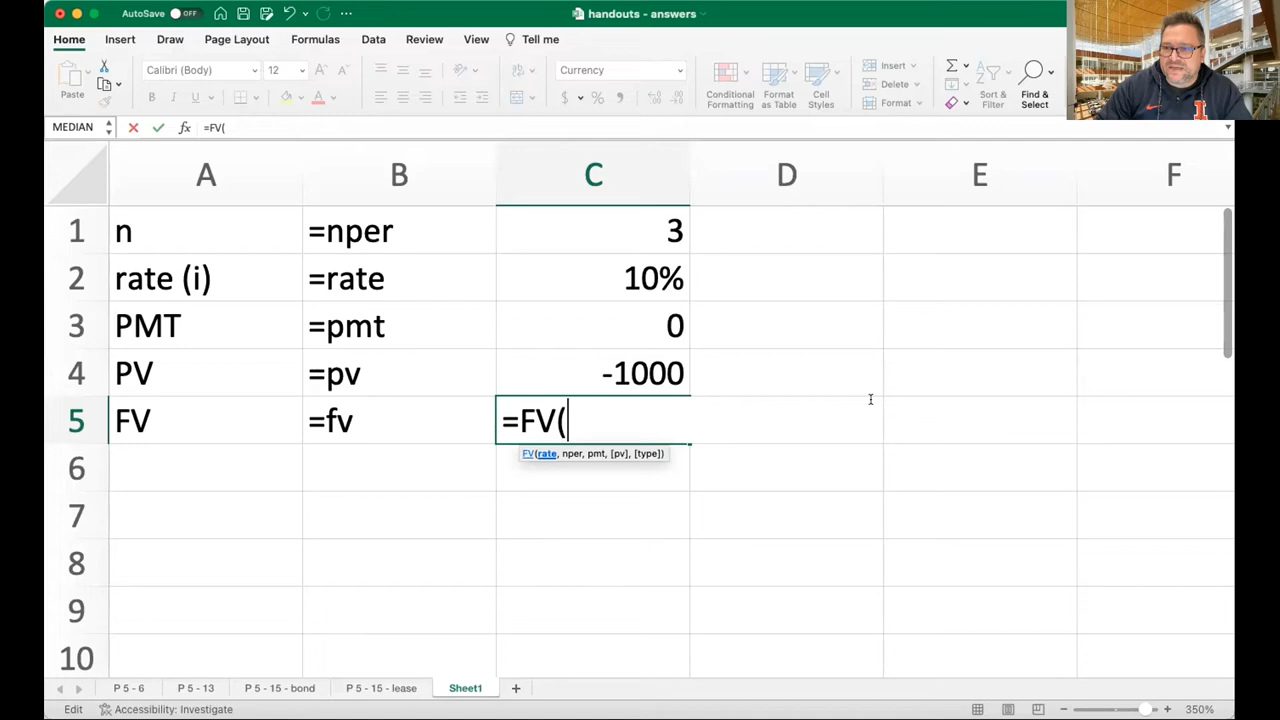 AutoSave OFF ... handouts - answers
Home Insert Draw Page Layout Formulas Data Review View Tell me
Paste
Calibri (Body) 12 A^ Av
B I U A
ab
Currency
$ % ,
Conditional Formatting
Format as Table
Cell Styles
Insert
Delete
Format
Sort & Filter
Find & Select
MEDIAN fx =FV(
A B C D E F
1 n =nper 3
2 rate (i) =rate 10%
3 PMT =pmt 0
4 PV =pv -1000
5 FV =fv =FV(
FV(rate, nper, pmt, [pv], [type])
6
7
8
9
10
P 5 - 6 P 5 - 13 P 5 - 15 - bond P 5 - 15 - lease Sheet1 +
Edit Accessibility: Investigate 350%